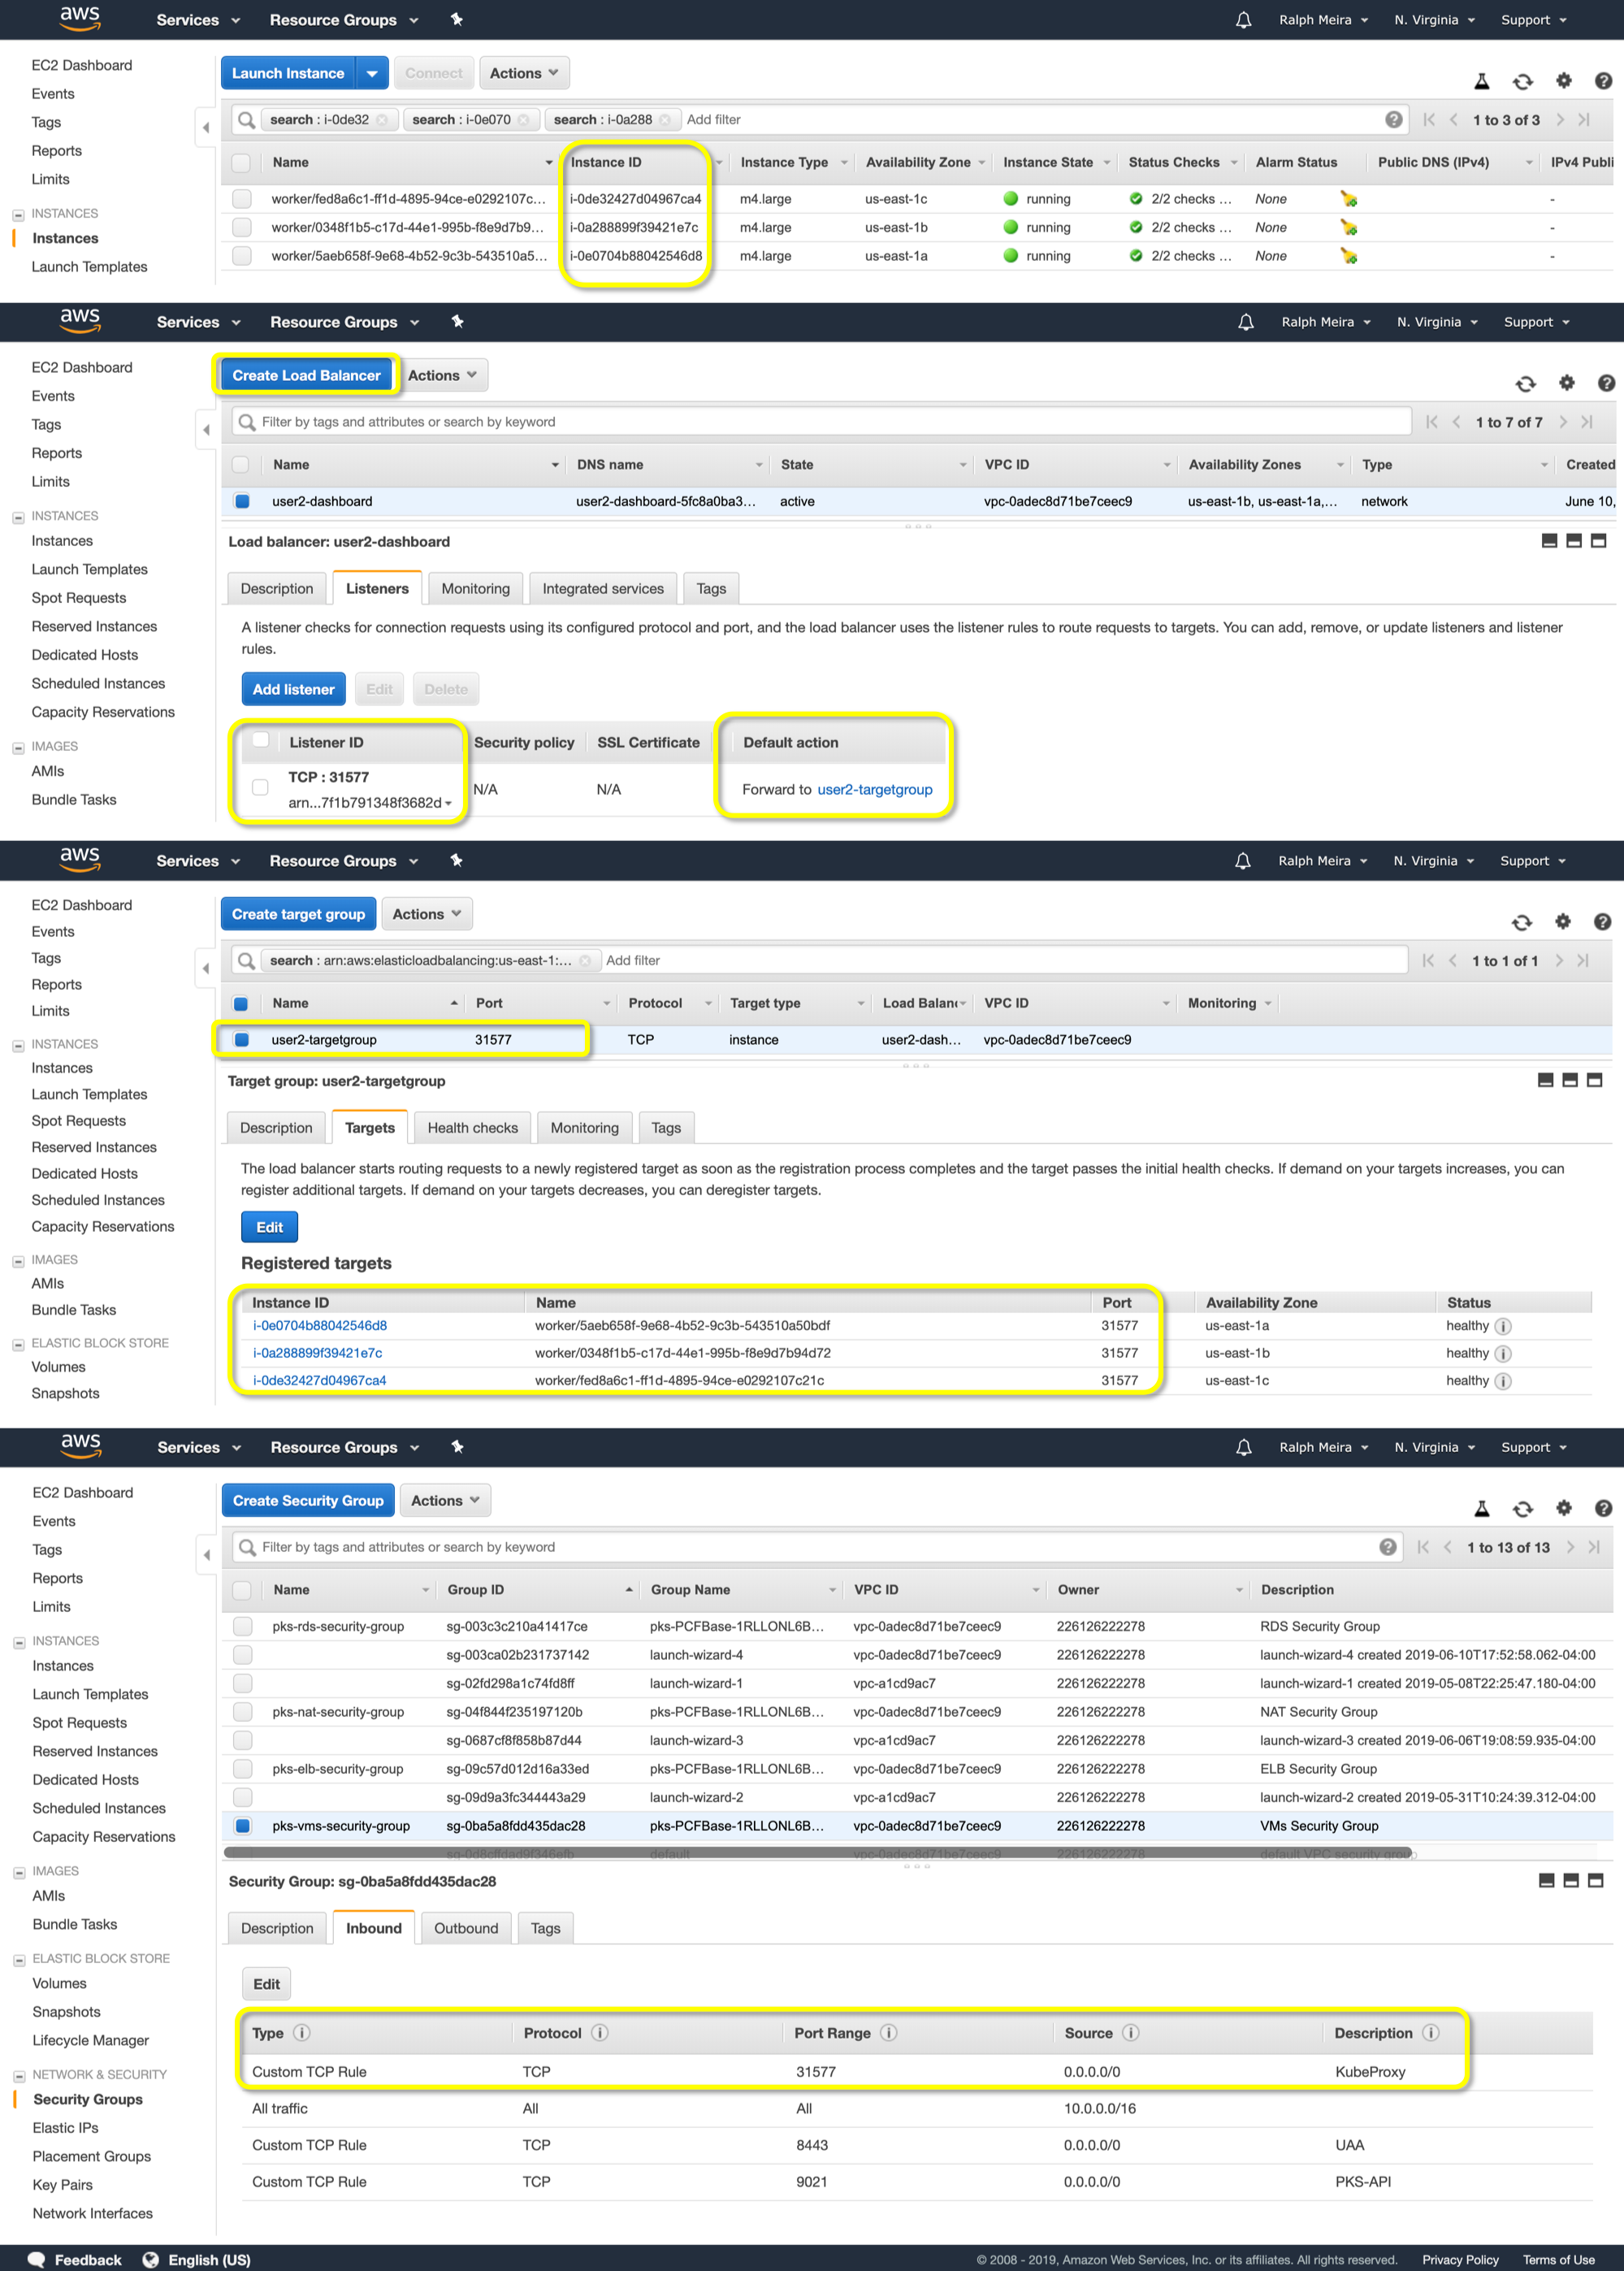 aws Services Resource Groups Ralph Meira N. Virginia Support
EC2 Dashboard
Events
Tags
Reports
Limits
INSTANCES
Instances
Launch Templates
Launch Instance Connect Actions
search : i-0de32 search : i-0e070 search : i-0a288 Add filter 1 to 3 of 3
Name Instance ID Instance Type Availability Zone Instance State Status Checks Alarm Status Public DNS (IPv4) IPv4 Publi
worker/fed8a6c1-ff1d-4895-94ce-e0292107c... i-0de32427d04967ca4 m4.large us-east-1c running 2/2 checks ... None -
worker/0348f1b5-c17d-44e1-995b-f8e9d7b9... i-0a288899f39421e7c m4.large us-east-1b running 2/2 checks ... None -
worker/5aeb658f-9e68-4b52-9c3b-543510a5... i-0e0704b88042546d8 m4.large us-east-1a running 2/2 checks ... None -
aws Services Resource Groups Ralph Meira N. Virginia Support
EC2 Dashboard
Events
Tags
Reports
Limits
INSTANCES
Instances
Launch Templates
Spot Requests
Reserved Instances
Dedicated Hosts
Scheduled Instances
Capacity Reservations
IMAGES
AMIs
Bundle Tasks
Create Load Balancer Actions
Filter by tags and attributes or search by keyword 1 to 7 of 7
Name DNS name State VPC ID Availability Zones Type Created
user2-dashboard user2-dashboard-5fc8a0ba3... active vpc-0adec8d71be7ceec9 us-east-1b, us-east-1a,... network June 10,
Load balancer: user2-dashboard
Description Listeners Monitoring Integrated services Tags
A listener checks for connection requests using its configured protocol and port, and the load balancer uses the listener rules to route requests to targets. You can add, remove, or update listeners and listener
rules.
Add listener Edit Delete
Listener ID Security policy SSL Certificate Default action
TCP : 31577
arn...7f1b791348f3682d N/A N/A Forward to user2-targetgroup
aws Services Resource Groups Ralph Meira N. Virginia Support
EC2 Dashboard
Events
Tags
Reports
Limits
INSTANCES
Instances
Launch Templates
Spot Requests
Reserved Instances
Dedicated Hosts
Scheduled Instances
Capacity Reservations
IMAGES
AMIs
Bundle Tasks
ELASTIC BLOCK STORE
Volumes
Snapshots
Create target group Actions
search : arn:aws:elasticloadbalancing:us-east-1:... Add filter 1 to 1 of 1
Name Port Protocol Target type Load Balanc VPC ID Monitoring
user2-targetgroup 31577 TCP instance user2-dash... vpc-0adec8d71be7ceec9
Target group: user2-targetgroup
Description Targets Health checks Monitoring Tags
The load balancer starts routing requests to a newly registered target as soon as the registration process completes and the target passes the initial health checks. If demand on your targets increases, you can
register additional targets. If demand on your targets decreases, you can deregister targets.
Edit
Registered targets
Instance ID Name Port Availability Zone Status
i-0e0704b88042546d8 worker/5aeb658f-9e68-4b52-9c3b-543510a50bdf 31577 us-east-1a healthy
i-0a288899f39421e7c worker/0348f1b5-c17d-44e1-995b-f8e9d7b94d72 31577 us-east-1b healthy
i-0de32427d04967ca4 worker/fed8a6c1-ff1d-4895-94ce-e0292107c21c 31577 us-east-1c healthy
aws Services Resource Groups Ralph Meira N. Virginia Support
EC2 Dashboard
Events
Tags
Reports
Limits
INSTANCES
Instances
Launch Templates
Spot Requests
Reserved Instances
Dedicated Hosts
Scheduled Instances
Capacity Reservations
IMAGES
AMIs
Bundle Tasks
ELASTIC BLOCK STORE
Volumes
Snapshots
Lifecycle Manager
NETWORK & SECURITY
Security Groups
Elastic IPs
Placement Groups
Key Pairs
Network Interfaces
Create Security Group Actions
Filter by tags and attributes or search by keyword 1 to 13 of 13
Name Group ID Group Name VPC ID Owner Description
pks-rds-security-group sg-003c3c210a41417ce pks-PCFBase-1RLLONL6B... vpc-0adec8d71be7ceec9 226126222278 RDS Security Group
sg-003ca02b231737142 launch-wizard-4 vpc-0adec8d71be7ceec9 226126222278 launch-wizard-4 created 2019-06-10T17:52:58.062-04:00
sg-02fd298a1c74fd8ff launch-wizard-1 vpc-a1cd9ac7 226126222278 launch-wizard-1 created 2019-05-08T22:25:47.180-04:00
pks-nat-security-group sg-04f844f235197120b pks-PCFBase-1RLLONL6B... vpc-0adec8d71be7ceec9 226126222278 NAT Security Group
sg-0687cf8f858b87d44 launch-wizard-3 vpc-a1cd9ac7 226126222278 launch-wizard-3 created 2019-06-06T19:08:59.935-04:00
pks-elb-security-group sg-09c57d012d16a33ed pks-PCFBase-1RLLONL6B... vpc-0adec8d71be7ceec9 226126222278 ELB Security Group
sg-09d9a3fc344443a29 launch-wizard-2 vpc-a1cd9ac7 226126222278 launch-wizard-2 created 2019-05-31T10:24:39.312-04:00
pks-vms-security-group sg-0ba5a8fdd435dac28 pks-PCFBase-1RLLONL6B... vpc-0adec8d71be7ceec9 226126222278 VMs Security Group
Security Group: sg-0ba5a8fdd435dac28
Description Inbound Outbound Tags
Edit
Type Protocol Port Range Source Description
Custom TCP Rule TCP 31577 0.0.0.0/0 KubeProxy
All traffic All All 10.0.0.0/16
Custom TCP Rule TCP 8443 0.0.0.0/0 UAA
Custom TCP Rule TCP 9021 0.0.0.0/0 PKS-API
Feedback English (US) © 2008 - 2019, Amazon Web Services, Inc. or its affiliates. All rights reserved. Privacy Policy Terms of Use